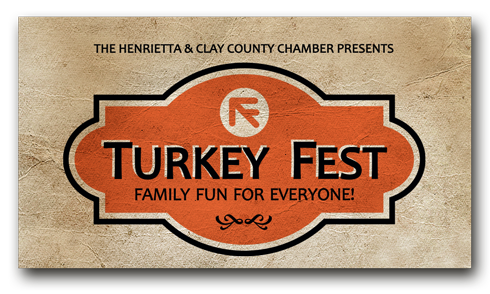 THE HENRIETTA & CLAY COUNTY CHAMBER PRESENTS
TURKEY FEST
FAMILY FUN FOR EVERYONE!